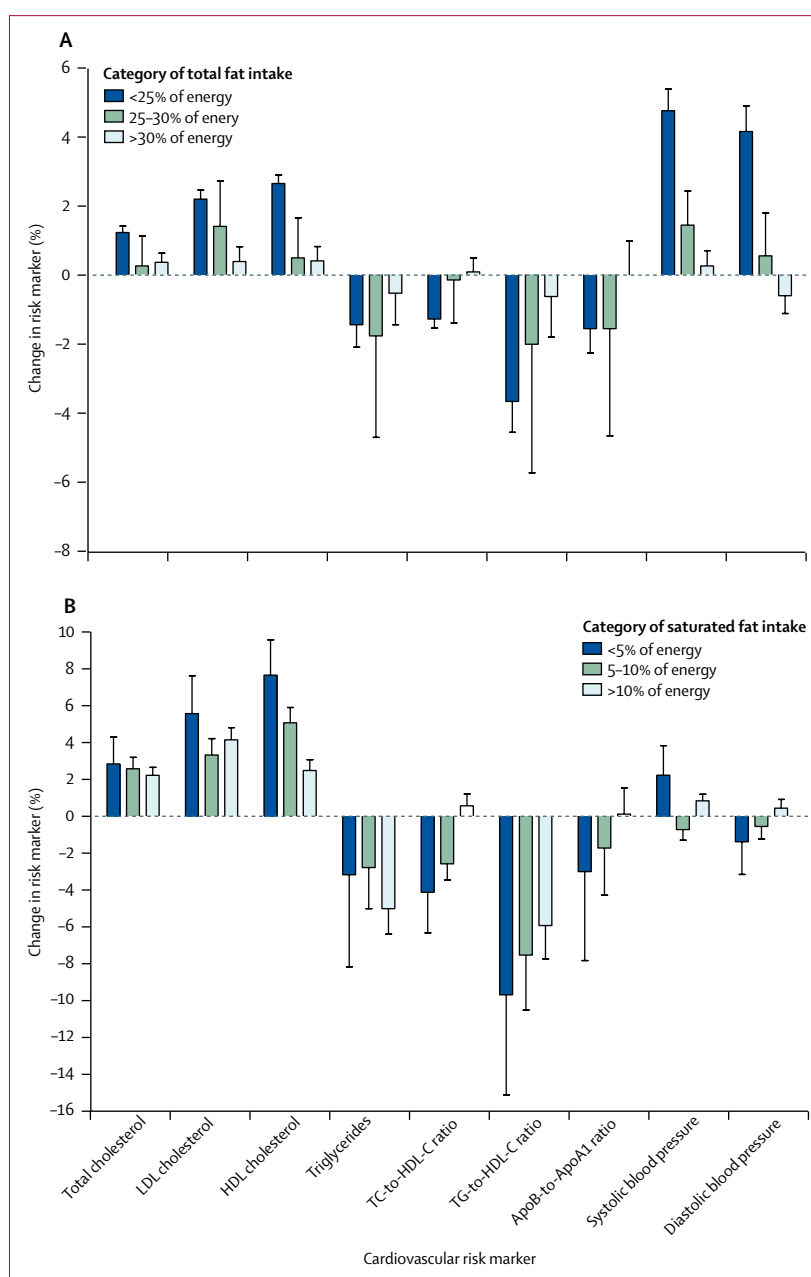 A
Category of total fat intake
<25% of energy
25–30% of enery
>30% of energy
6
4
2
0
–2
–4
–6
–8
Change in risk marker (%)
B
Category of saturated fat intake
<5% of energy
5–10% of energy
>10% of energy
10
8
6
4
2
0
–2
–4
–6
–8
–10
–12
–14
–16
Change in risk marker (%)
Total cholesterol
LDL cholesterol
HDL cholesterol
Triglycerides
TC-to-HDL-C ratio
TG-to-HDL-C ratio
ApoB-to-ApoA1 ratio
Systolic blood pressure
Diastolic blood pressure
Cardiovascular risk marker